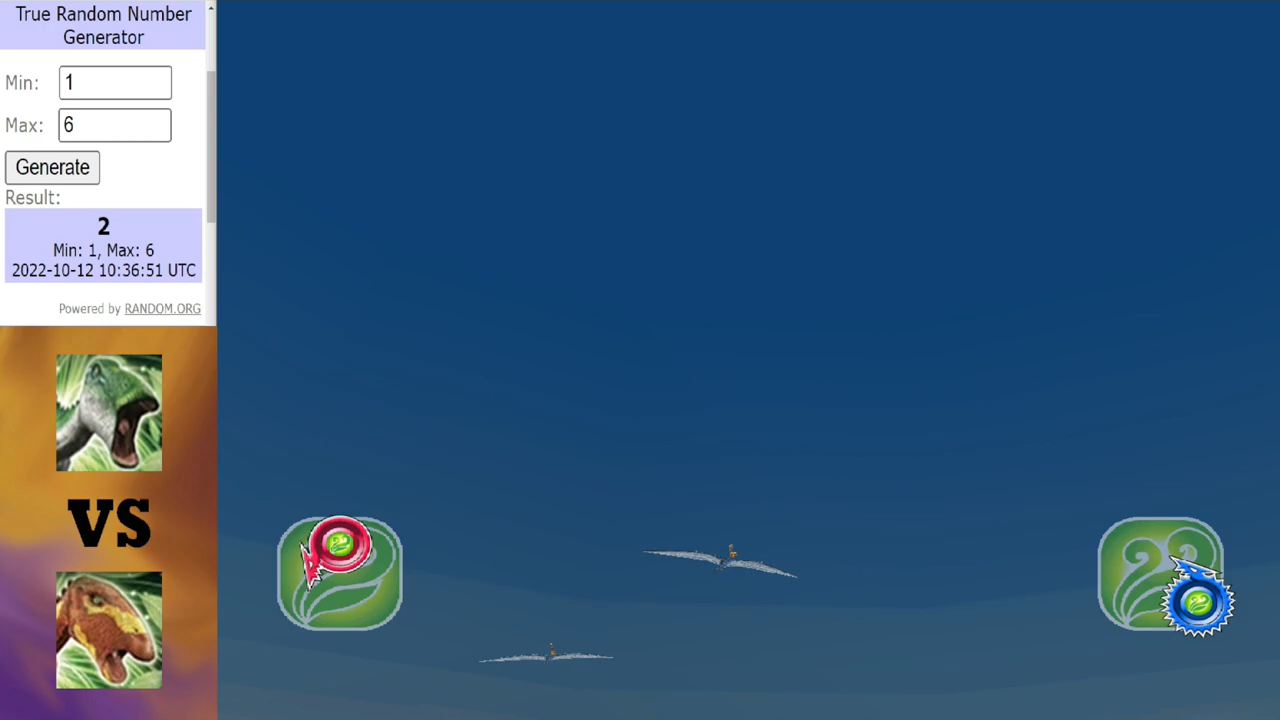 True Random Number
Generator
Min: 1
Max: 6
Generate
Result:
2
Min: 1, Max: 6
2022-10-12 10:36:51 UTC
Powered by RANDOM.ORG
VS